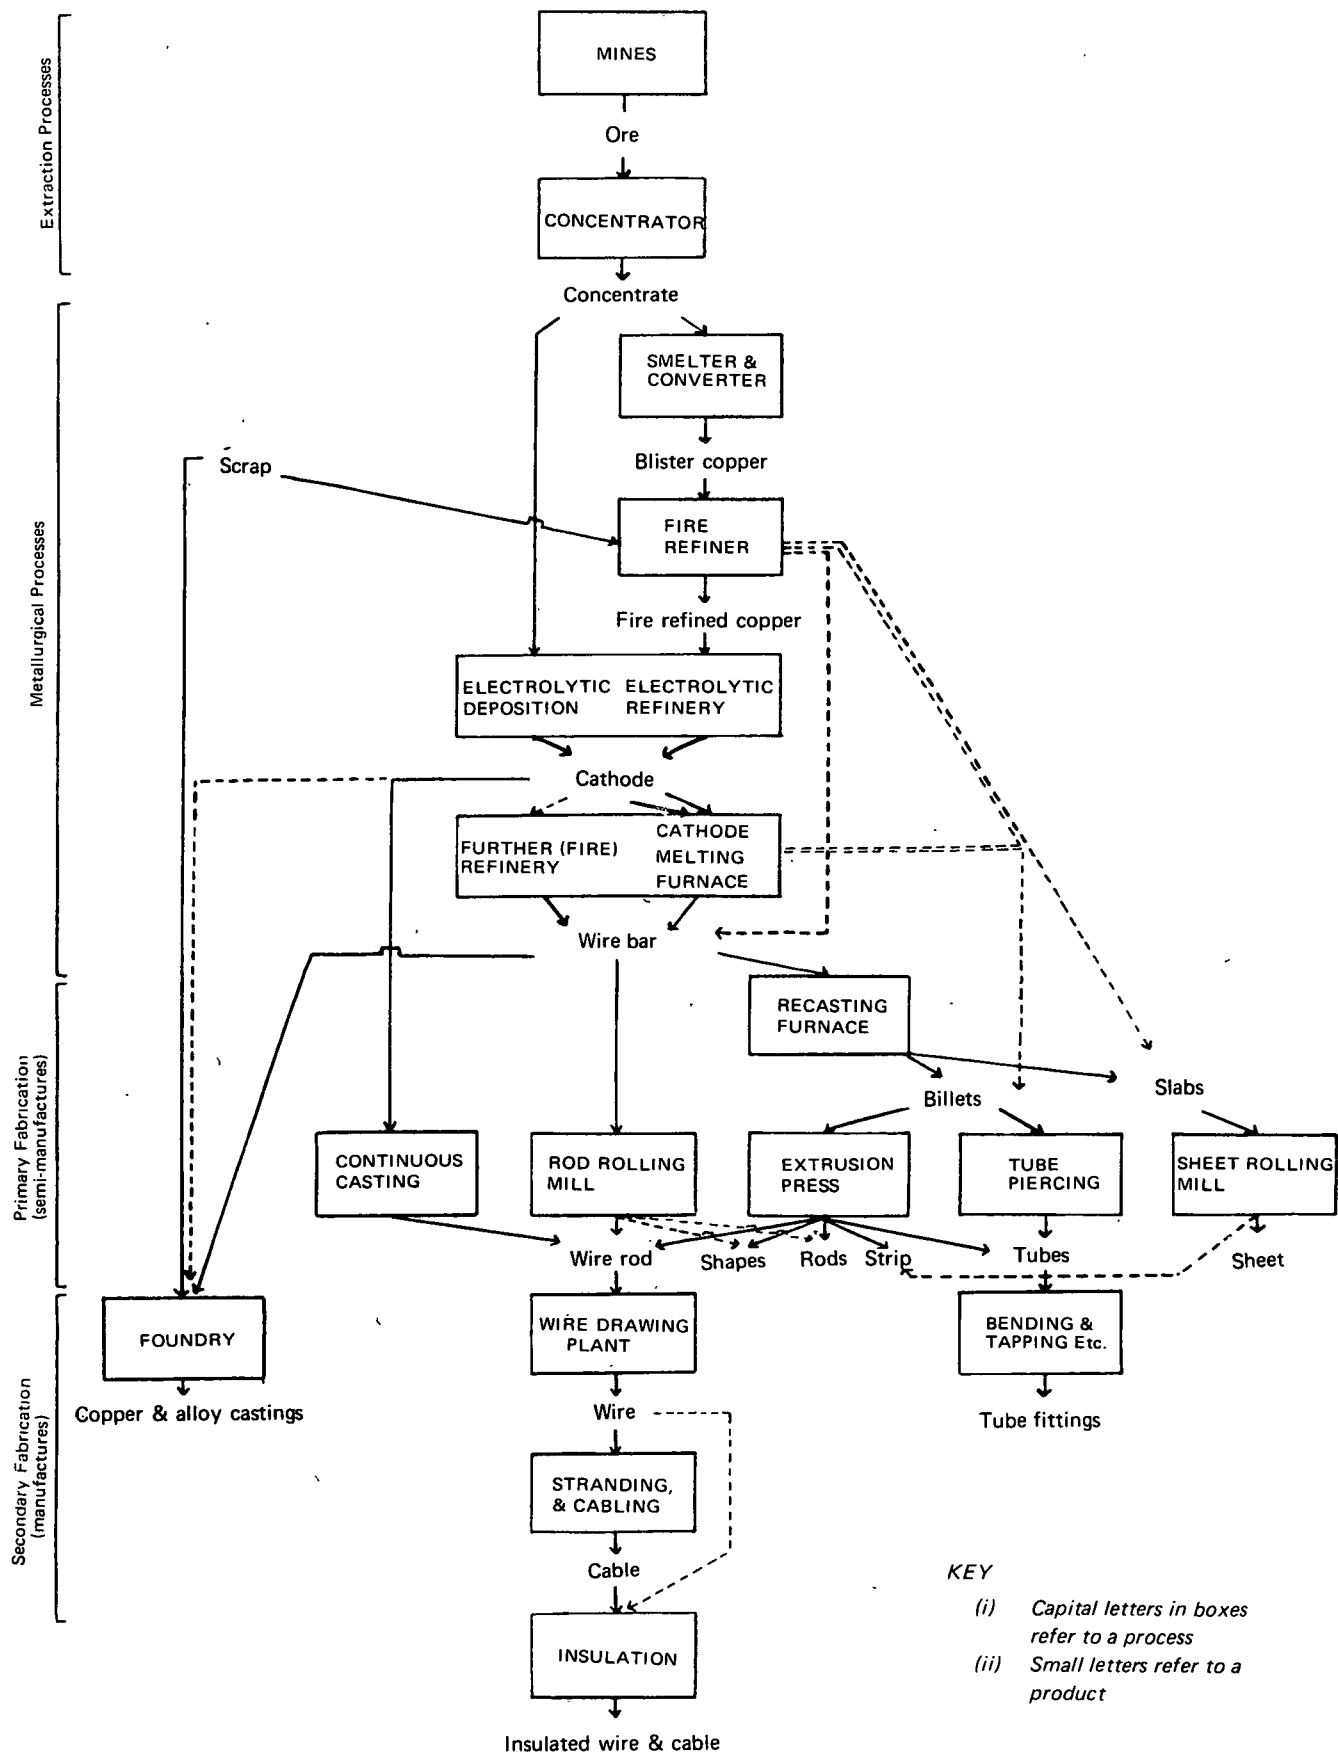 MINES
Ore
CONCENTRATOR
Concentrate
Extraction Processes
SMELTER &
CONVERTER
Blister copper
Scrap
FIRE
REFINER
Fire refined copper
ELECTROLYTIC
DEPOSITION
ELECTROLYTIC
REFINERY
Cathode
FURTHER (FIRE)
REFINERY
CATHODE
MELTING
FURNACE
Wire bar
Metallurgical Processes
RECASTING
FURNACE
Billets
Slabs
CONTINUOUS
CASTING
ROD ROLLING
MILL
EXTRUSION
PRESS
TUBE
PIERCING
SHEET ROLLING
MILL
Wire rod
Shapes
Rods
Strip
Tubes
Sheet
Primary Fabrication
(semi-manufactures)
FOUNDRY
Copper & alloy castings
WIRE DRAWING
PLANT
BENDING &
TAPPING Etc.
Wire
Tube fittings
STRANDING,
& CABLING
Cable
Secondary Fabrication
(manufactures)
INSULATION
Insulated wire & cable
KEY
(i) Capital letters in boxes
refer to a process
(ii) Small letters refer to a
product